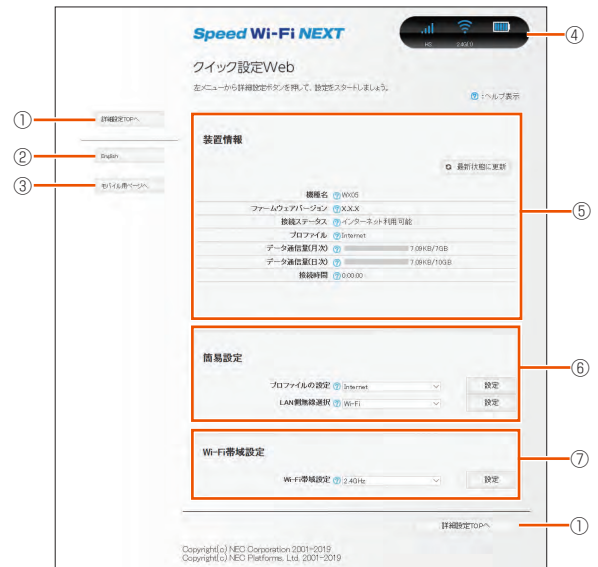 Speed Wi-Fi NEXT
HS 2.4G(1)
④
クイック設定Web
左メニューから詳細設定ボタンを押して、設定をスタートしましょう。
?:ヘルプ表示
① 詳細設定TOPへ
② English
③ モバイル用ページへ
装置情報
最新状態に更新
機種名 ? WX05
ファームウェアバージョン ? X.X.X
接続ステータス ? インターネット利用可能
プロファイル ? Internet
データ通信量(月次) ? 7.09KB/7GB
データ通信量(日次) ? 7.09KB/10GB
接続時間 ? 0:00:00
⑤
簡易設定
⑥
プロファイルの設定 ? Internet 設定
LAN側無線選択 ? Wi-Fi 設定
Wi-Fi帯域設定
⑦
Wi-Fi帯域設定 ? 2.4GHz 設定
詳細設定TOPへ ①
Copyright(c) NEC Corporation 2001-2019
Copyright(c) NEC Platforms, Ltd. 2001-2019